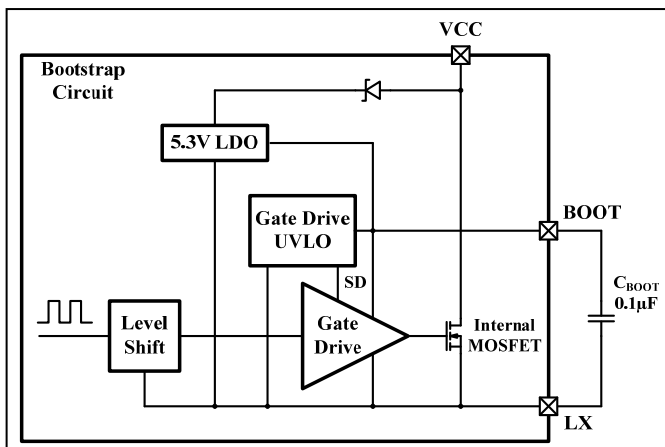 VCC
Bootstrap
Circuit
5.3V LDO
Gate Drive
UVLO
BOOT
SD
C_BOOT
0.1µF
Level
Shift
Gate
Drive
Internal
MOSFET
LX